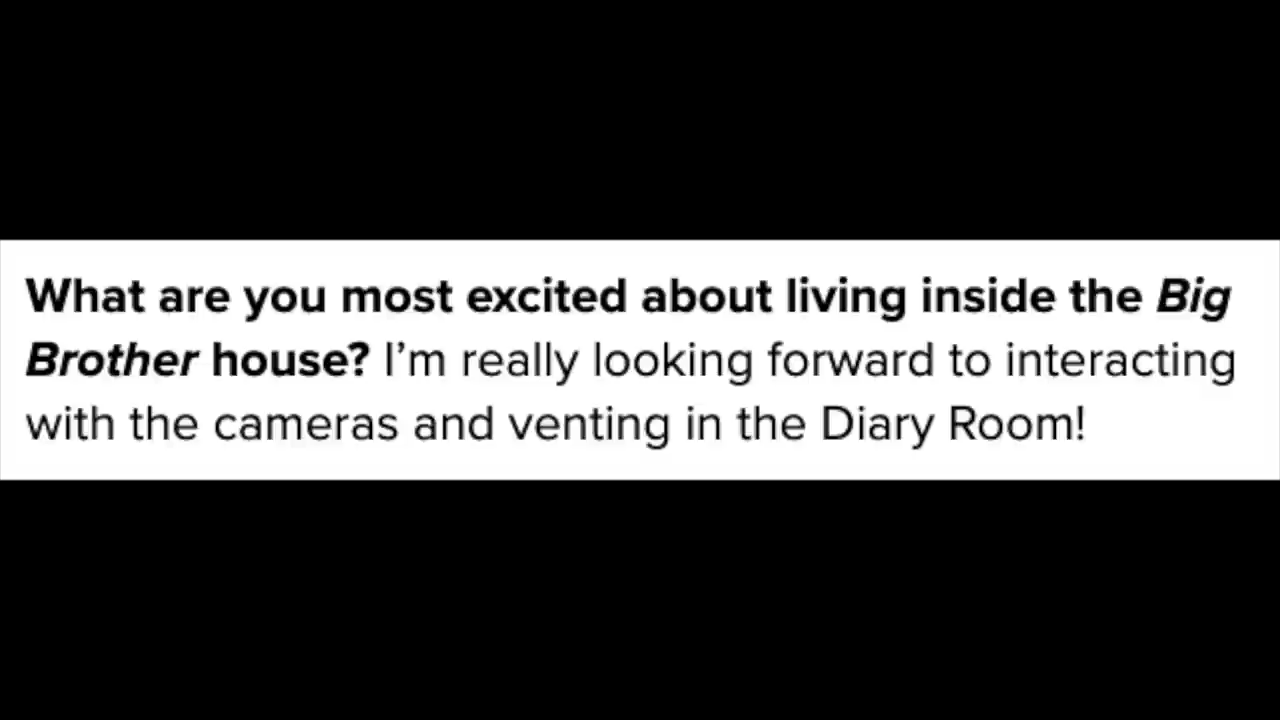 What are you most excited about living inside the Big
Brother house? I’m really looking forward to interacting
with the cameras and venting in the Diary Room!